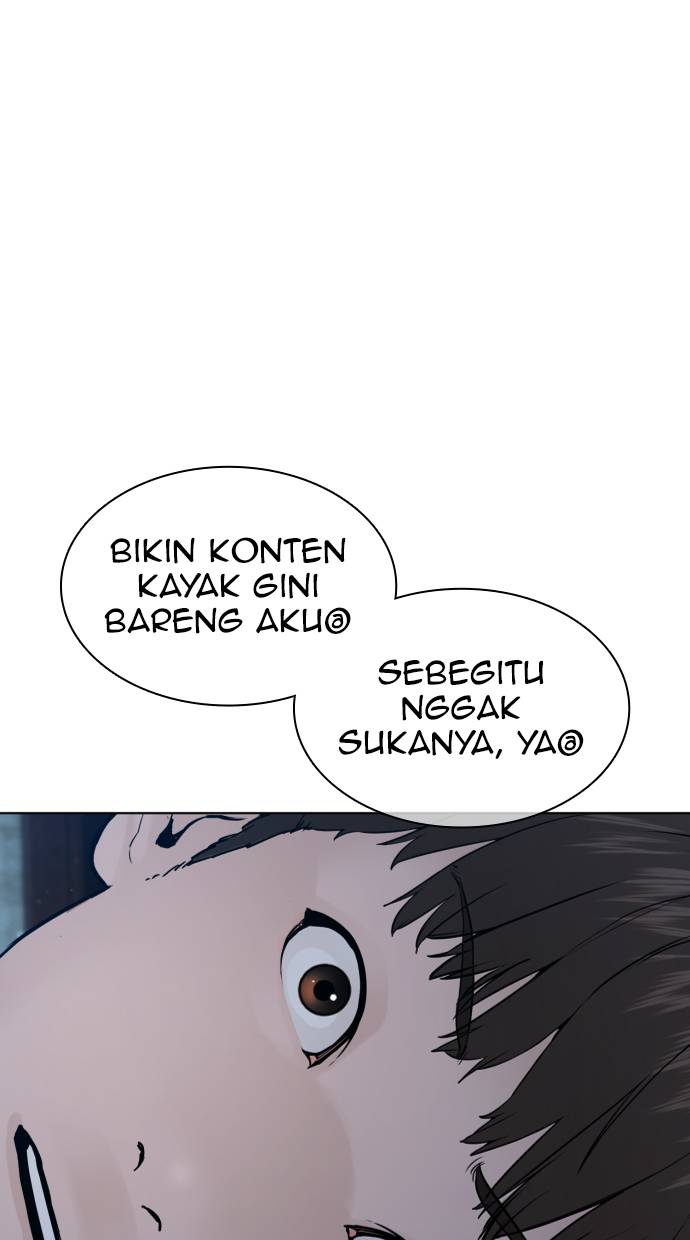 BIKIN KONTEN
KAYAK GINI
BARENG AKU@
SEBEGITU
NGGAK
SUKANYA, YA@